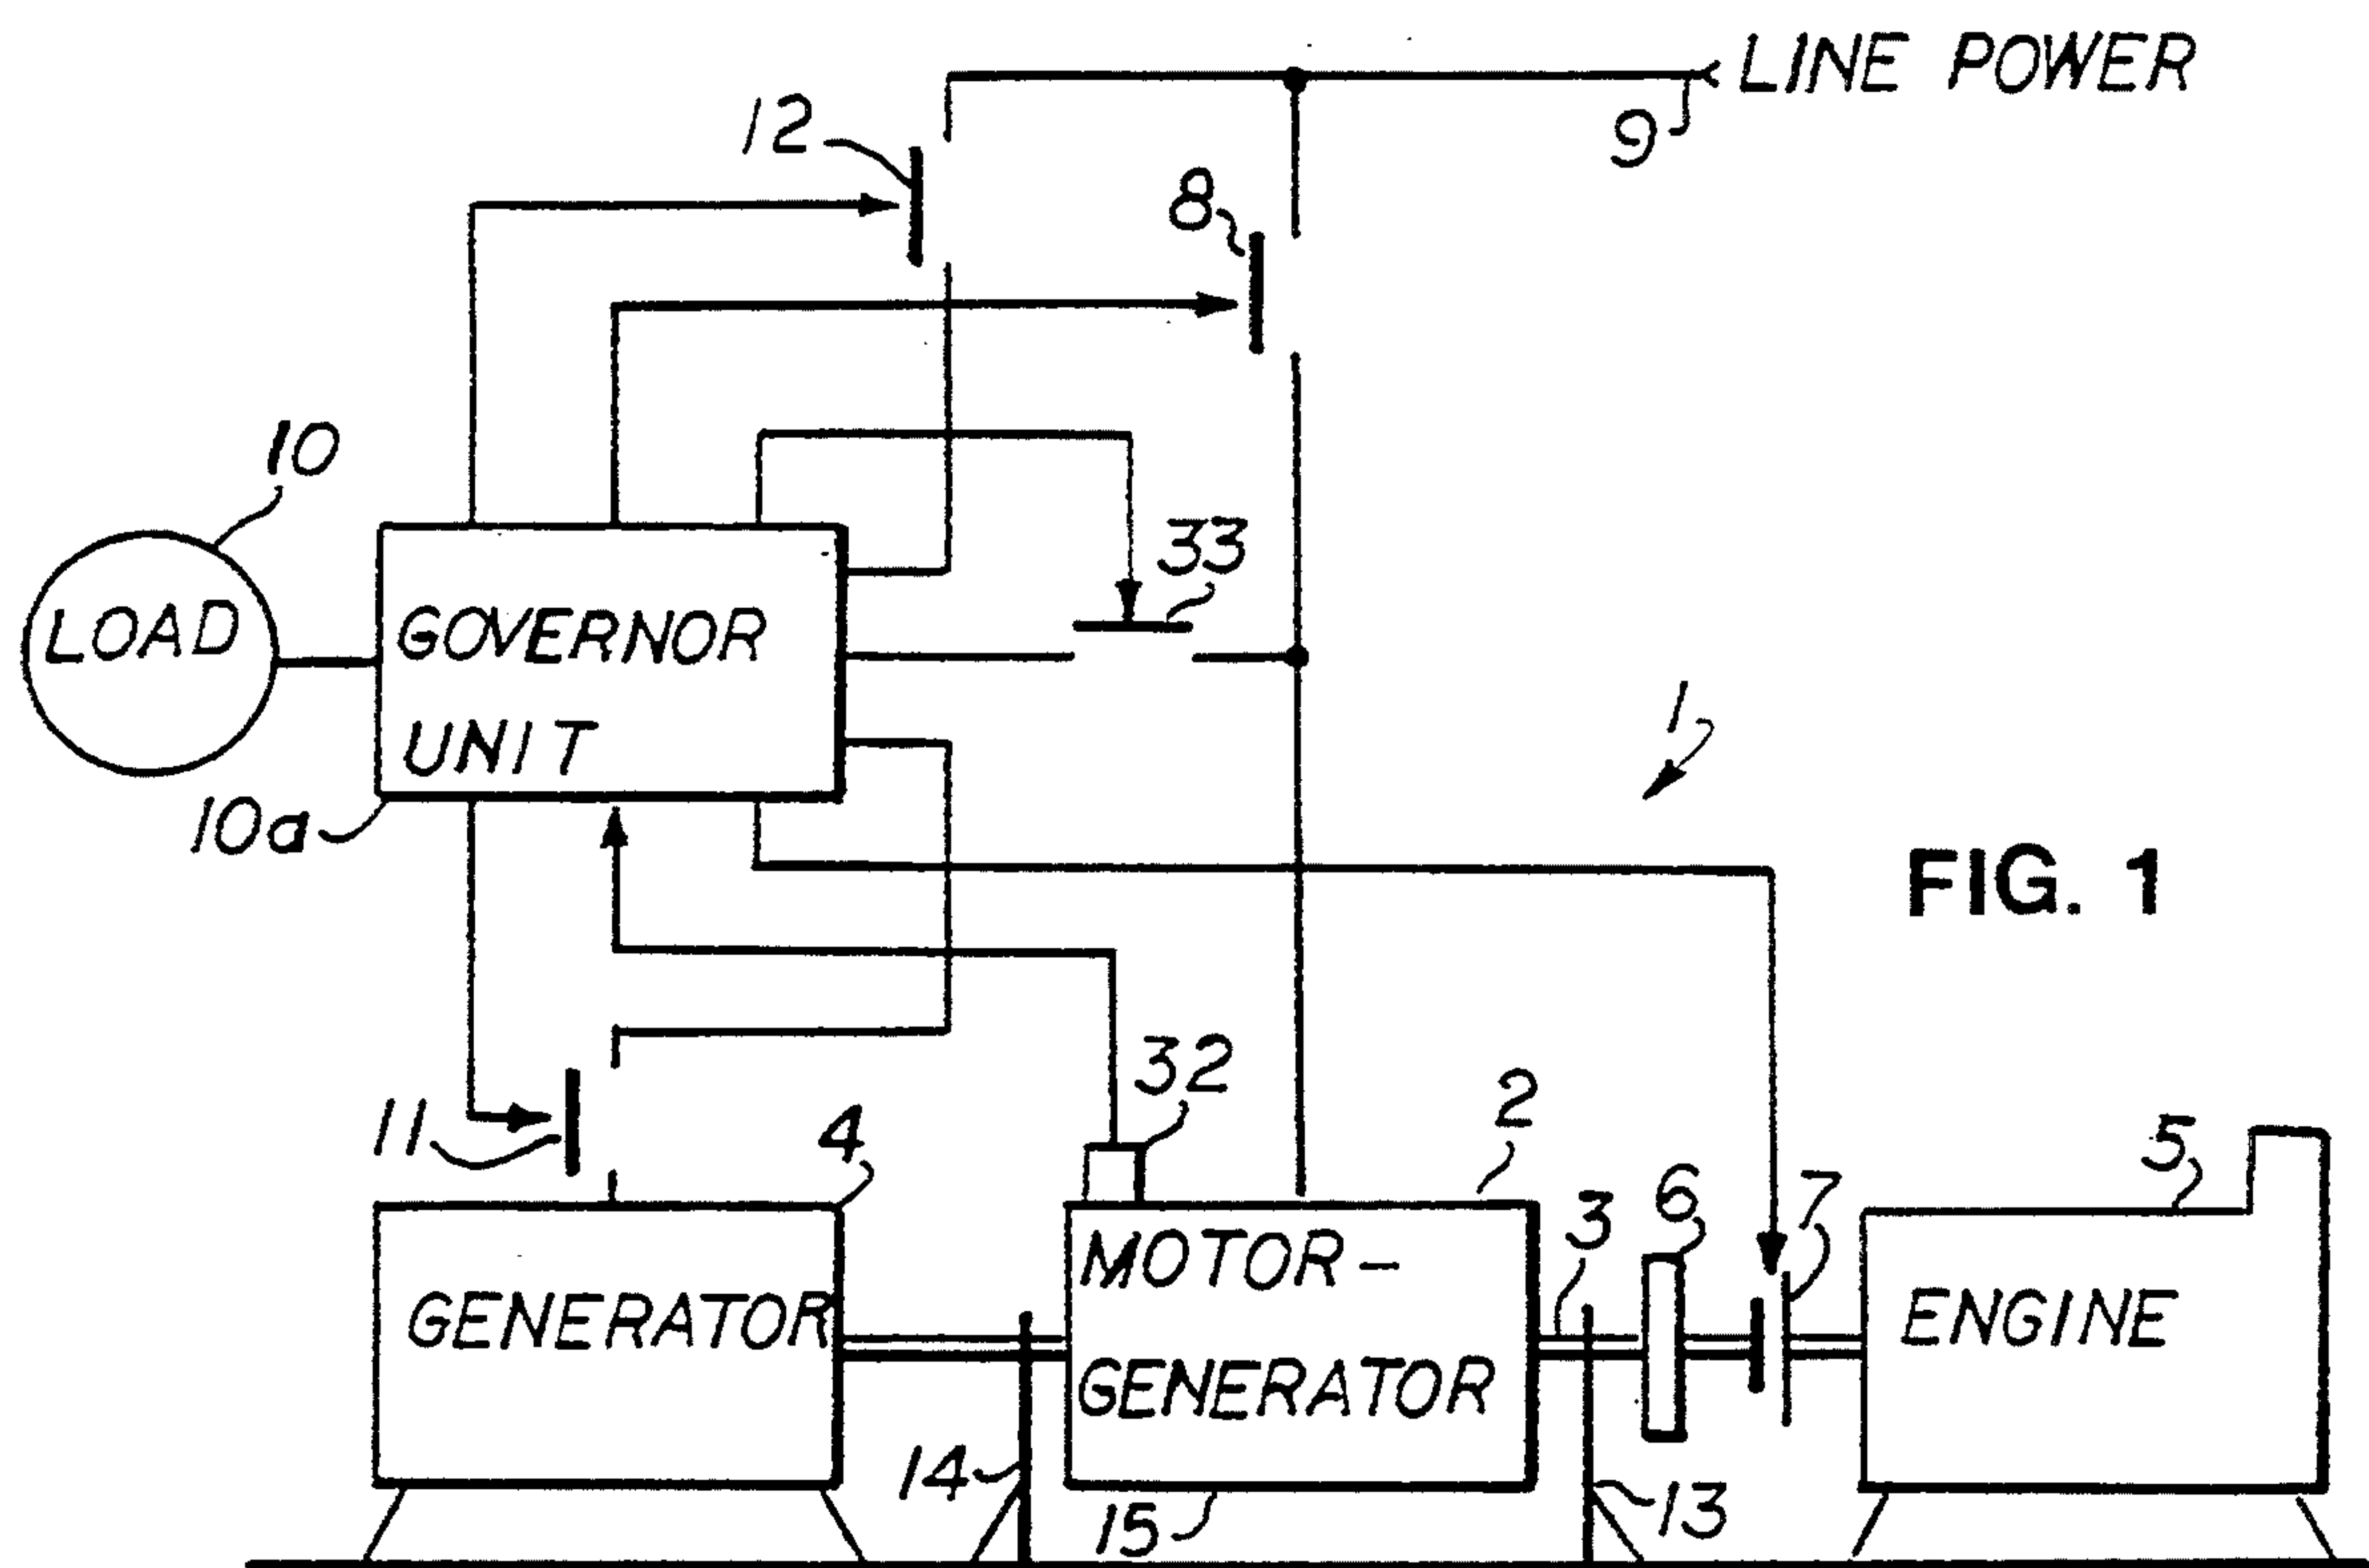 LINE POWER
12
9
8
10
33
LOAD
GOVERNOR
UNIT
1
10a
FIG. 1
32
2
11
4
5
3
6
7
MOTOR-
GENERATOR
GENERATOR
ENGINE
14
15
13